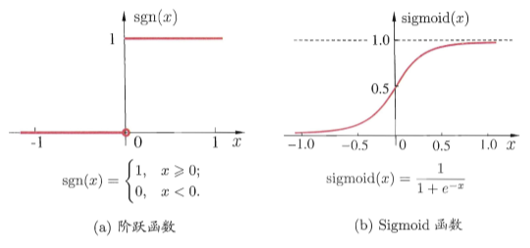 sgn(x)
1
-1
0
1
x
sgn(x) = {1, x ⩾ 0;
0, x < 0.
(a) 阶跃函数
sigmoid(x)
1.0
0.5
-1.0
-0.5
0
0.5
1.0
x
sigmoid(x) = 1 / (1 + e^{-x})
(b) Sigmoid 函数